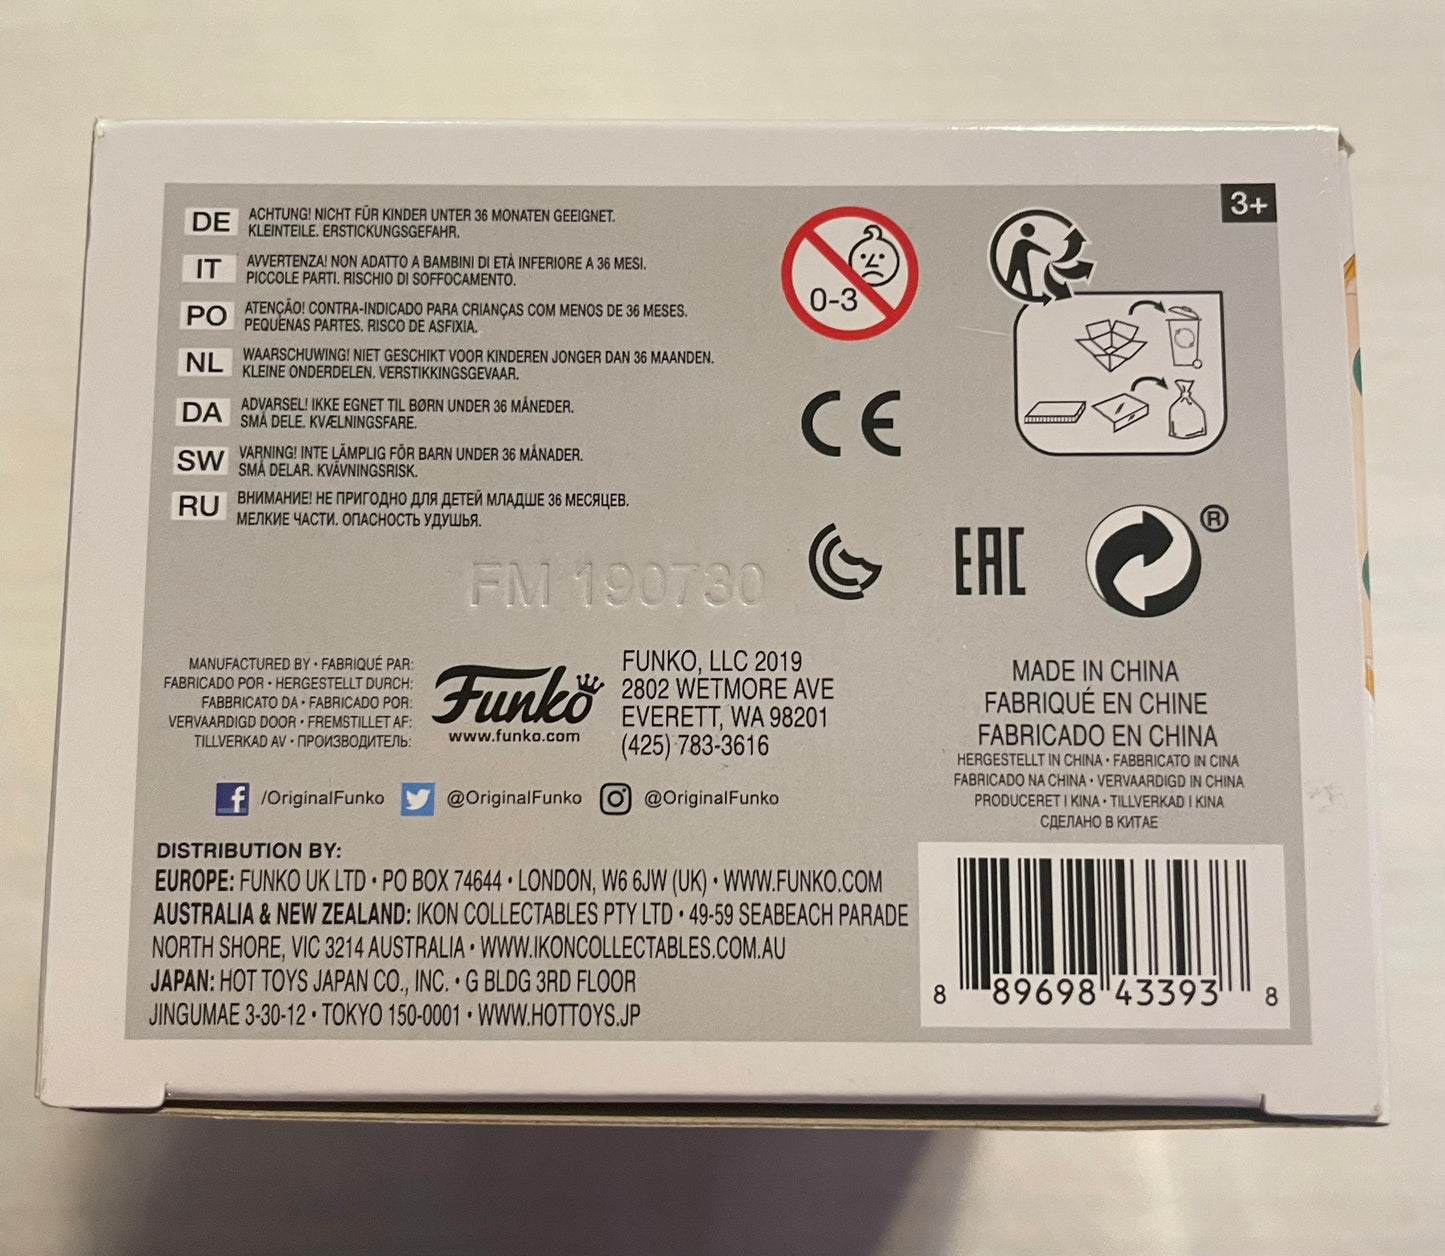 3+
DE ACHTUNG! NICHT FÜR KINDER UNTER 36 MONATEN GEEIGNET.
KLEINTEILE. ERSTICKUNGSGEFAHR.
IT AVVERTENZA! NON ADATTO A BAMBINI DI ETÀ INFERIORE A 36 MESI.
PICCOLE PARTI. RISCHIO DI SOFFOCAMENTO.
PO ATENÇÃO! CONTRA-INDICADO PARA CRIANÇAS COM MENOS DE 36 MESES.
PEQUENAS PARTES. RISCO DE ASFIXIA.
NL WAARSCHUWING! NIET GESCHIKT VOOR KINDEREN JONGER DAN 36 MAANDEN.
KLEINE ONDERDELEN. VERSTIKKINGSGEVAAR.
DA ADVARSEL! IKKE EGNET TIL BØRN UNDER 36 MÅNEDER.
SMÅ DELE. KVÆLNINGSFARE.
SW VARNING! INTE LÄMPLIG FÖR BARN UNDER 36 MÅNADER.
SMÅ DELAR. KVÄVNINGSRISK.
RU ВНИМАНИЕ! НЕ ПРИГОДНО ДЛЯ ДЕТЕЙ МЛАДШЕ 36 МЕСЯЦЕВ.
МЕЛКИЕ ЧАСТИ. ОПАСНОСТЬ УДУШЬЯ.
0-3
CE
EAC
®
FM 190730
MANUFACTURED BY • FABRIQUÉ PAR:
FABRICADO POR • HERGESTELLT DURCH:
FABBRICATO DA • FABRICADO POR:
VERVAARDIGD DOOR • FREMSTILLET AF:
TILLVERKAD AV • ПРОИЗВОДИТЕЛЬ:
Funko
www.funko.com
FUNKO, LLC 2019
2802 WETMORE AVE
EVERETT, WA 98201
(425) 783-3616
MADE IN CHINA
FABRIQUÉ EN CHINE
FABRICADO EN CHINA
HERGESTELLT IN CHINA • FABBRICATO IN CINA
FABRICADO NA CHINA • VERVAARDIGD IN CHINA
PRODUCERET I KINA • TILLVERKAD I KINA
СДЕЛАНО В КИТАЕ
/OriginalFunko @OriginalFunko @OriginalFunko
DISTRIBUTION BY:
EUROPE: FUNKO UK LTD • PO BOX 74644 • LONDON, W6 6JW (UK) • WWW.FUNKO.COM
AUSTRALIA & NEW ZEALAND: IKON COLLECTABLES PTY LTD • 49-59 SEABEACH PARADE
NORTH SHORE, VIC 3214 AUSTRALIA • WWW.IKONCOLLECTABLES.COM.AU
JAPAN: HOT TOYS JAPAN CO., INC. • G BLDG 3RD FLOOR
JINGUMAE 3-30-12 • TOKYO 150-0001 • WWW.HOTTOYS.JP
8 89698 43393 8